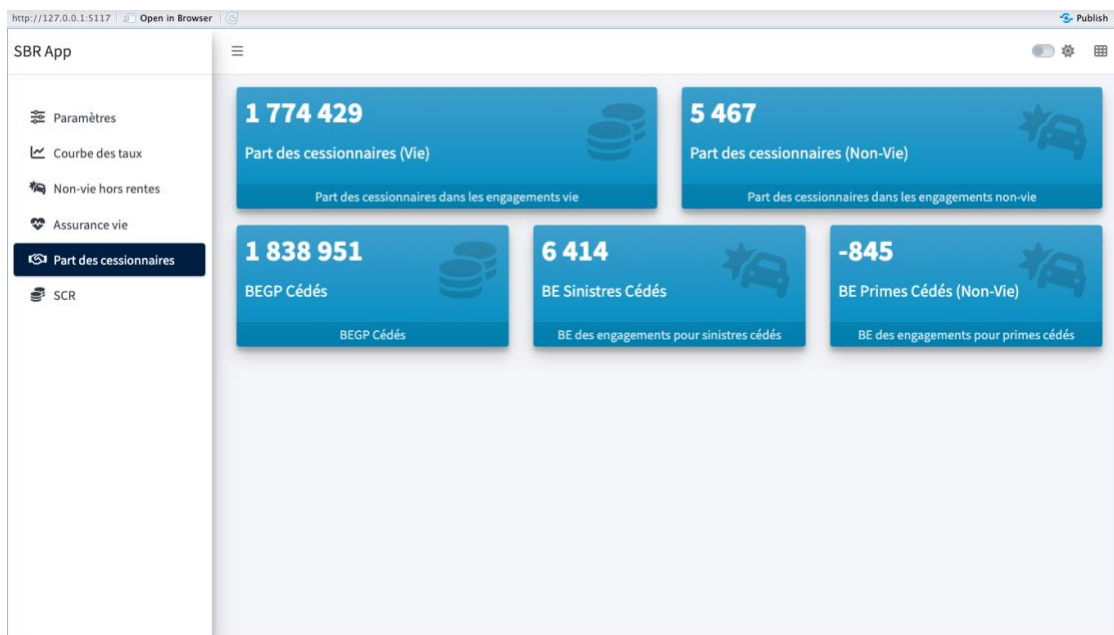 http://127.0.0.1:5117 Open in Browser Publish
SBR App
Paramètres
Courbe des taux
Non-vie hors rentes
Assurance vie
Part des cessionnaires
SCR
1 774 429
Part des cessionnaires (Vie)
Part des cessionnaires dans les engagements vie
5 467
Part des cessionnaires (Non-Vie)
Part des cessionnaires dans les engagements non-vie
1 838 951
BEGP Cédés
BEGP Cédés
6 414
BE Sinistres Cédés
BE des engagements pour sinistres cédés
-845
BE Primes Cédés (Non-Vie)
BE des engagements pour primes cédés